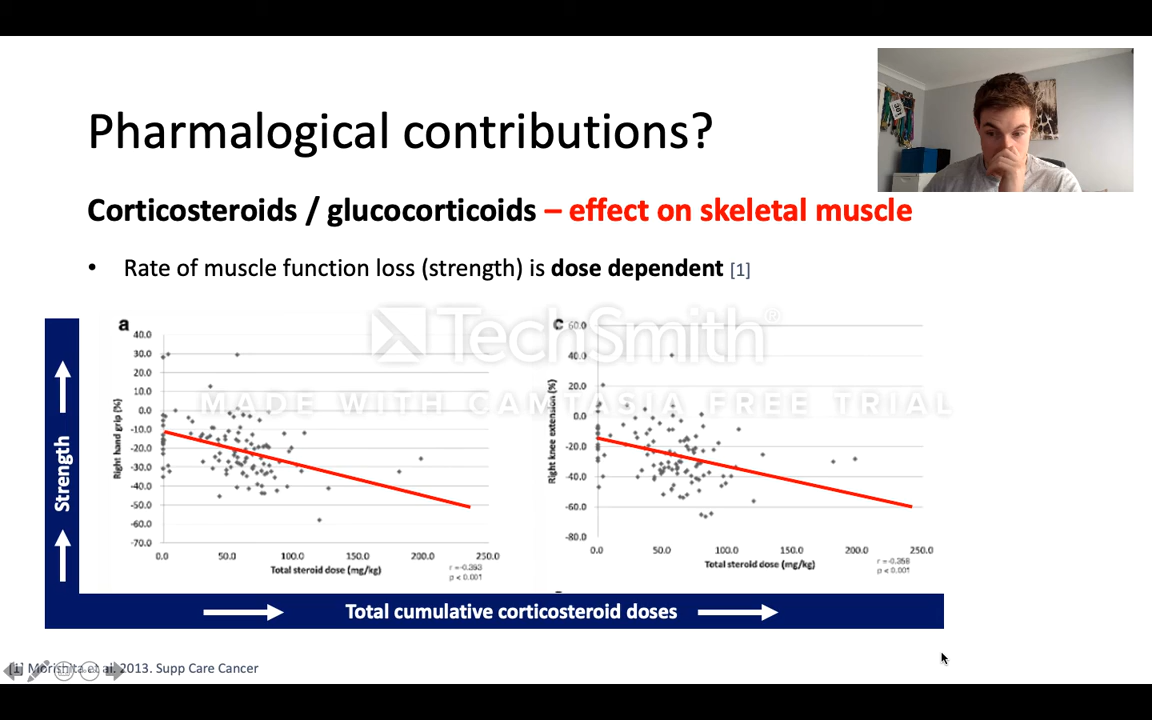 Pharmalogical contributions?
Corticosteroids / glucocorticoids – effect on skeletal muscle
• Rate of muscle function loss (strength) is dose dependent [1]
TechSmith®
MADE WITH CAMTASIA FREE TRIAL
Strength
a
Right hand grip (%)
40.0
30.0
20.0
10.0
0.0
-10.0
-20.0
-30.0
-40.0
-50.0
-60.0
-70.0
0.0 50.0 100.0 150.0 200.0 250.0
Total steroid dose (mg/kg)
p < 0.001
c
Right knee extension (%)
60.0
40.0
20.0
0.0
-20.0
-40.0
-60.0
-80.0
0.0 50.0 100.0 150.0 200.0 250.0
Total steroid dose (mg/kg)
r = -0.358
p < 0.001
Total cumulative corticosteroid doses
[1] Morishita et al. 2013. Supp Care Cancer